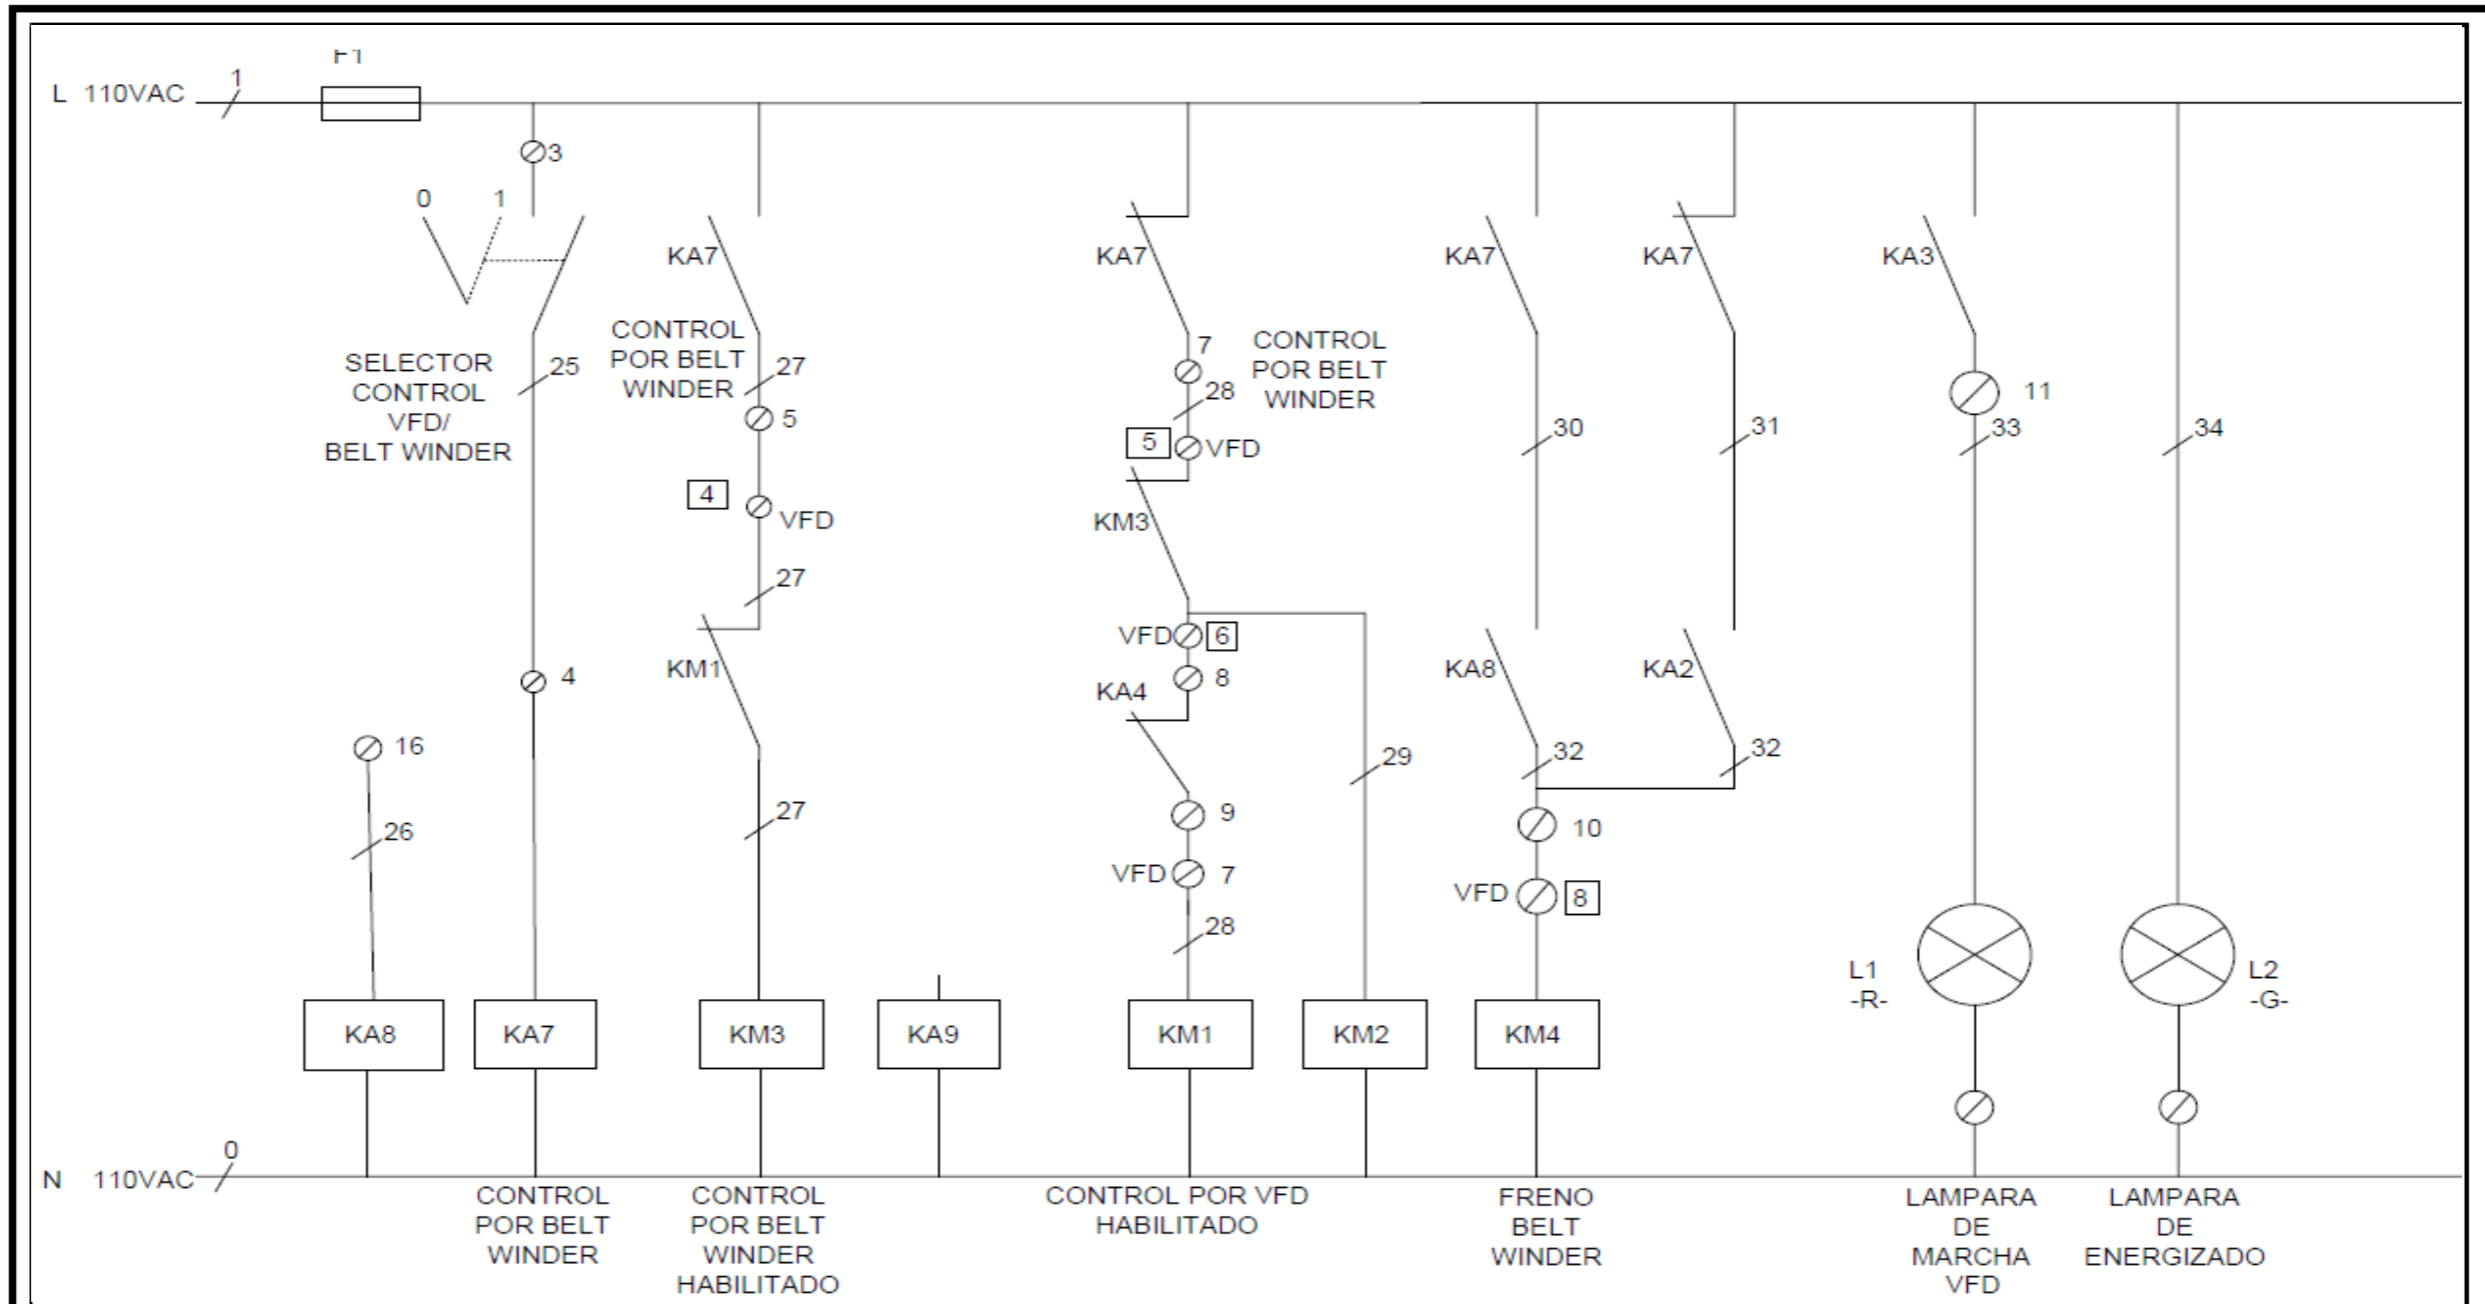 F1
L 110VAC
1
3
0
1
KA7
KA7
KA7
KA7
KA3
CONTROL
POR BELT
WINDER
SELECTOR
CONTROL
VFD/
BELT WINDER
25
27
5
4
VFD
27
7
28
CONTROL
POR BELT
WINDER
5
VFD
KM3
30
31
11
33
34
VFD
6
8
KA4
KM1
KA8
KA2
4
16
26
27
29
32
32
9
VFD
7
28
10
VFD
8
L1
-R-
L2
-G-
KA8
KA7
KM3
KA9
KM1
KM2
KM4
0
N 110VAC
CONTROL
POR BELT
WINDER
CONTROL
POR BELT
WINDER
HABILITADO
CONTROL POR VFD
HABILITADO
FRENO
BELT
WINDER
LAMPARA
DE
MARCHA
VFD
LAMPARA
DE
ENERGIZADO